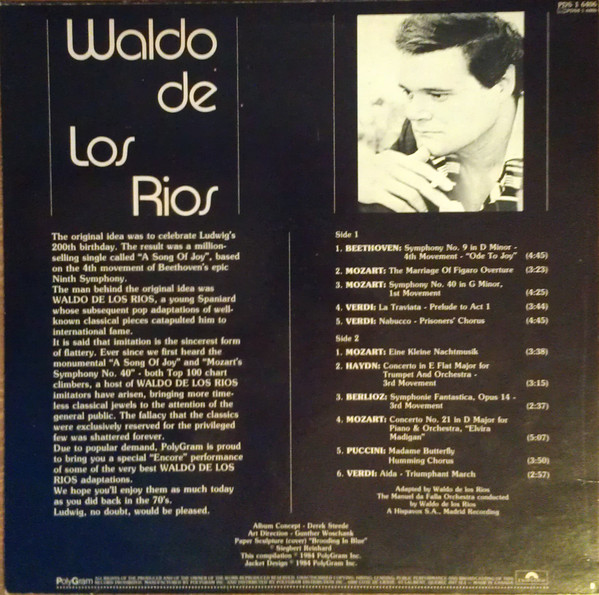 PDS 1 6406
Waldo
de
Los
Rios
The original idea was to celebrate Ludwig's
200th birthday. The result was a million-
selling single called "A Song Of Joy", based
on the 4th movement of Beethoven's epic
Ninth Symphony.
The man behind the original idea was
WALDO DE LOS RIOS, a young Spaniard
whose subsequent pop adaptations of well-
known classical pieces catapulted him to
international fame.
It is said that imitation is the sincerest form
of flattery. Ever since we first heard the
monumental "A Song Of Joy" and "Mozart's
Symphony No. 40" - both Top 100 chart
climbers, a host of WALDO DE LOS RIOS
imitators have arisen, bringing more time-
less classical jewels to the attention of the
general public. The fallacy that the classics
were exclusively reserved for the privileged
few was shattered forever.
Due to popular demand, PolyGram is proud
to bring you a special "Encore" performance
of some of the very best WALDO DE LOS
RIOS adaptations.
We hope you'll enjoy them as much today
as you did back in the 70's.
Ludwig, no doubt, would be pleased.
Side 1
1. BEETHOVEN: Symphony No. 9 in D Minor -
4th Movement - "Ode To Joy" (4:45)
2. MOZART: The Marriage Of Figaro Overture (3:23)
3. MOZART: Symphony No. 40 in G Minor,
1st Movement (4:25)
4. VERDI: La Traviata - Prelude to Act 1 (3:44)
5. VERDI: Nabucco - Prisoners' Chorus (4:45)
Side 2
1. MOZART: Eine Kleine Nachtmusik (3:38)
2. HAYDN: Concerto in E Flat Major for
Trumpet And Orchestra -
3rd Movement (3:15)
3. BERLIOZ: Symphonie Fantastica, Opus 14 -
3rd Movement (2:37)
4. MOZART: Concerto No. 21 in D Major for
Piano & Orchestra, "Elvira
Madigan" (5:07)
5. PUCCINI: Madame Butterfly
Humming Chorus (3:50)
6. VERDI: Aida - Triumphant March (2:57)
Adapted by Waldo de los Rios
The Manuel da Falla Orchestra conducted
by Waldo de los Rios
A Hispavox S.A., Madrid Recording
Album Concept - Derek Strede
Art Direction - Gunther Wouchank
Paper Sculpture (cover) "Brooding In Blue"
© Siegbert Reinhard
This compilation ℗ 1984 PolyGram Inc.
Jacket Design © 1984 PolyGram Inc.
PolyGram